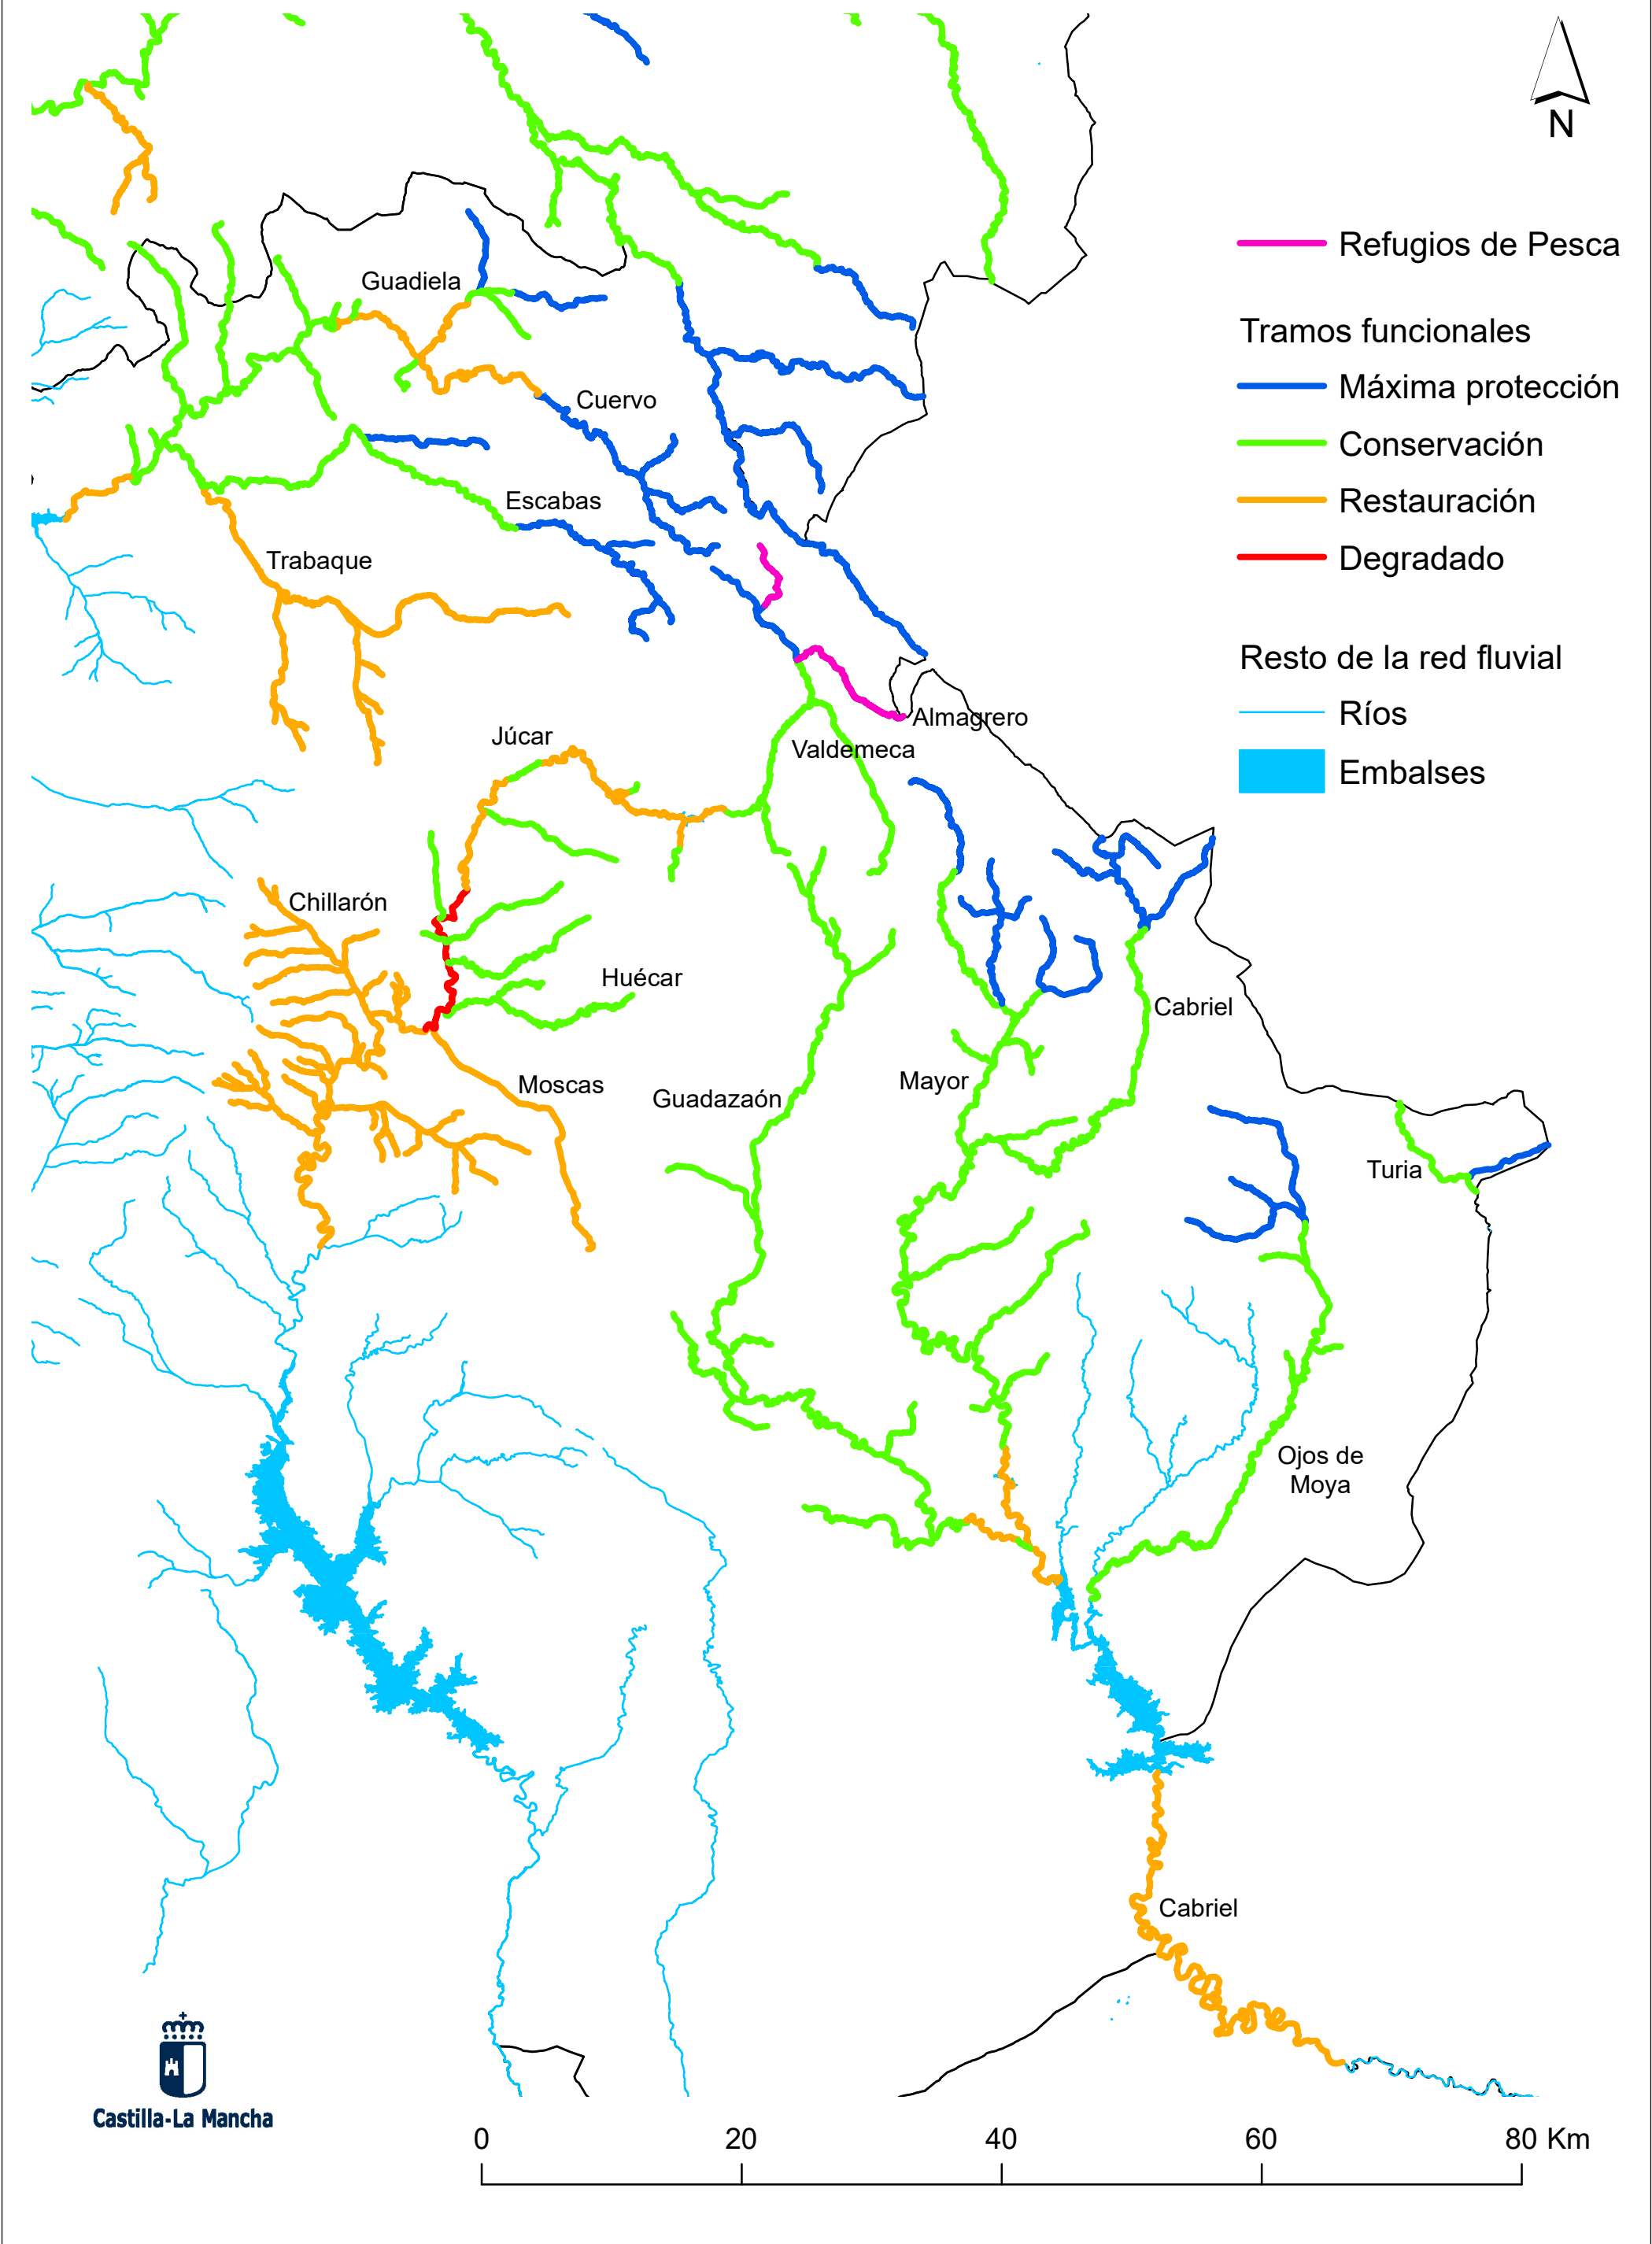 N
Refugios de Pesca
Tramos funcionales
Máxima protección
Conservación
Restauración
Degradado
Resto de la red fluvial
Ríos
Embalses
Guadiela
Cuervo
Escabas
Trabaque
Almagrero
Valdemeca
Júcar
Chillarón
Huécar
Cabriel
Mayor
Moscas
Guadazaón
Turia
Ojos de
Moya
Cabriel
Castilla-La Mancha
0 20 40 60 80 Km